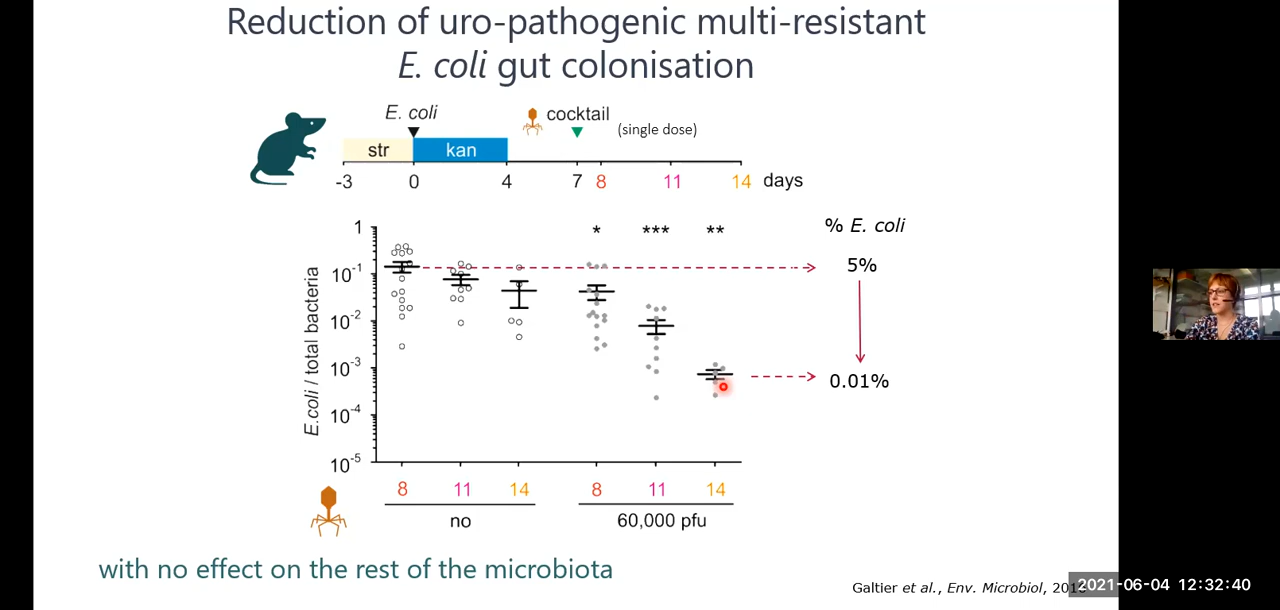 Reduction of uro-pathogenic multi-resistant
E. coli gut colonisation
E. coli
cocktail
(single dose)
str
kan
-3 0 4 7 8 11 14 days
% E. coli
* *** **
1
10-1
10-2
10-3
10-4
10-5
E.coli / total bacteria
5%
0.01%
8 11 14 8 11 14
no 60,000 pfu
with no effect on the rest of the microbiota
Galtier et al., Env. Microbiol,
2021-06-04 12:32:40